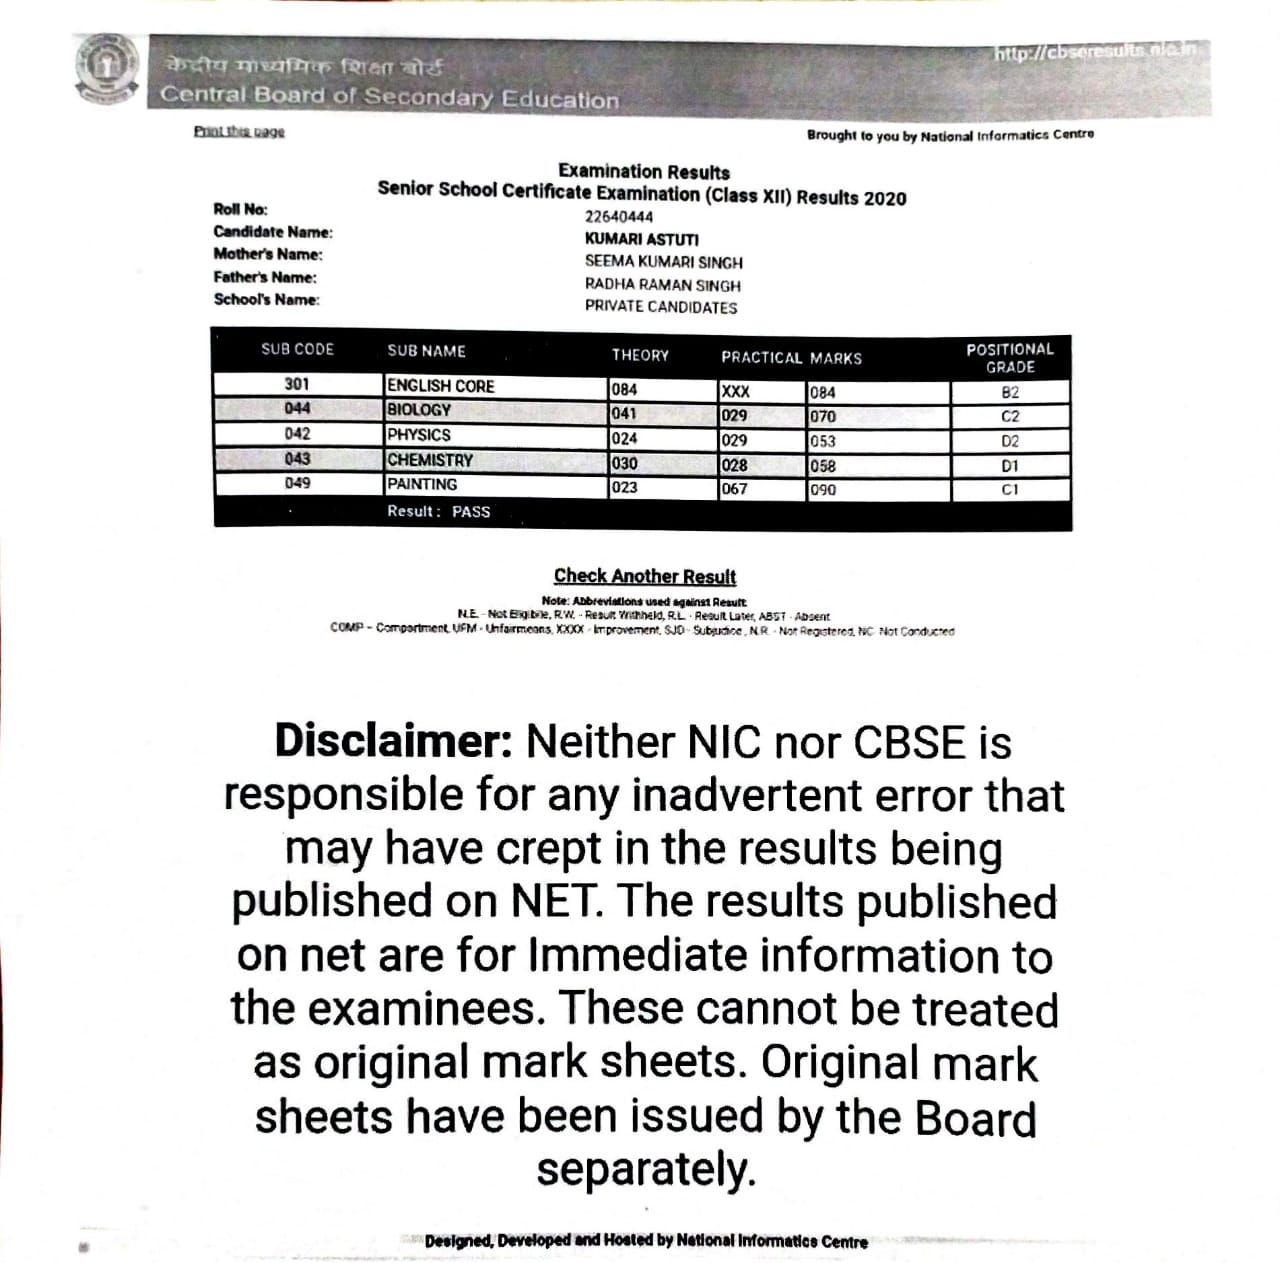 केन्द्रीय माध्यमिक शिक्षा बोर्ड http://cbseresults.nic.in
Central Board of Secondary Education
Print this page Brought to you by National Informatics Centre
Examination Results
Senior School Certificate Examination (Class XII) Results 2020
Roll No: 22640444
Candidate Name: KUMARI ASTUTI
Mother's Name: SEEMA KUMARI SINGH
Father's Name: RADHA RAMAN SINGH
School's Name: PRIVATE CANDIDATES
SUB CODE SUB NAME THEORY PRACTICAL MARKS POSITIONAL GRADE
301 ENGLISH CORE 084 XXX 084 B2
044 BIOLOGY 041 029 070 C2
042 PHYSICS 024 029 053 D2
043 CHEMISTRY 030 028 058 D1
049 PAINTING 023 067 090 C1
Result : PASS
Check Another Result
Note: Abbreviations used against Result:
N.E. - Not Eligible, R.W. - Result Withheld, R.L. - Result Later, ABST - Absent
COMP - Compartment, UFM - Unfairmeans, XXXX - Improvement, SJD - Subjudice, N.R. - Not Registered, NC Not Conducted
Disclaimer: Neither NIC nor CBSE is
responsible for any inadvertent error that
may have crept in the results being
published on NET. The results published
on net are for Immediate information to
the examinees. These cannot be treated
as original mark sheets. Original mark
sheets have been issued by the Board
separately.
Designed, Developed and Hosted by National Informatics Centre